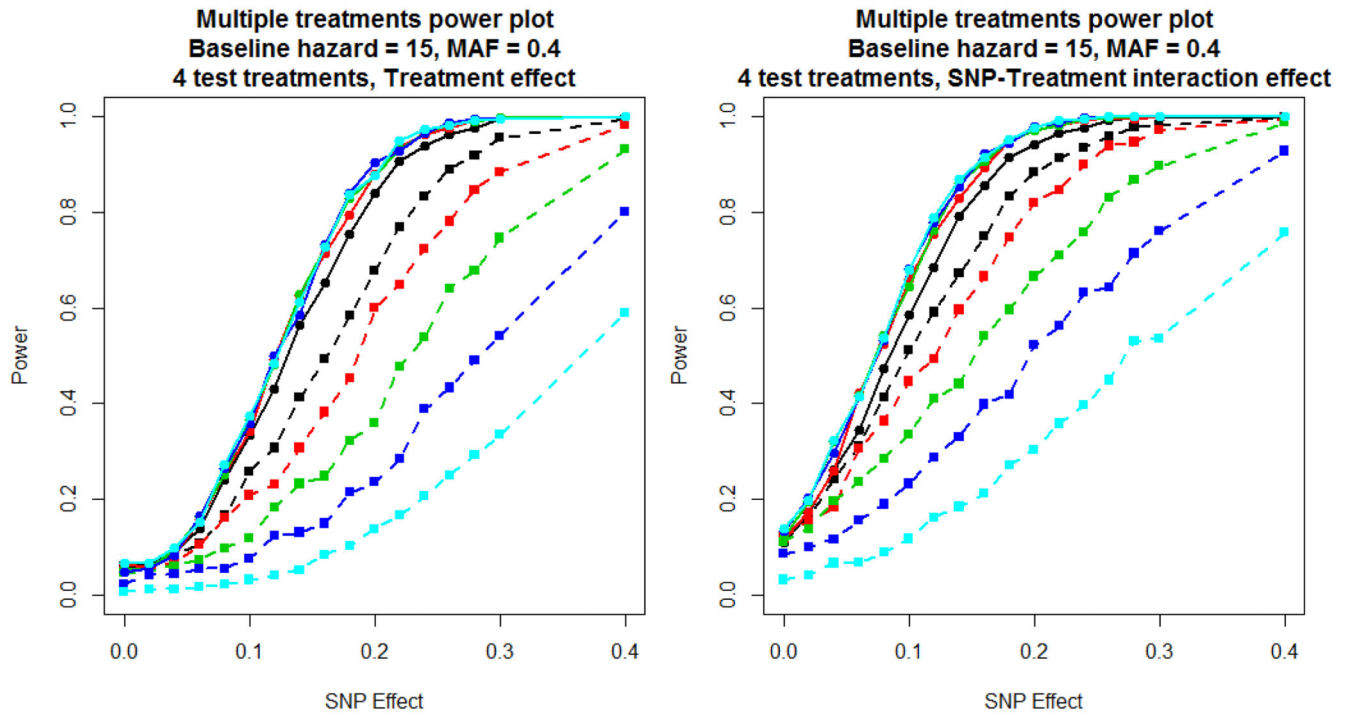 Multiple treatments power plot
Baseline hazard = 15, MAF = 0.4
4 test treatments, Treatment effect
1.0
0.8
0.6
0.4
0.2
0.0
Power
0.0 0.1 0.2 0.3 0.4
SNP Effect
Multiple treatments power plot
Baseline hazard = 15, MAF = 0.4
4 test treatments, SNP-Treatment interaction effect
1.0
0.8
0.6
0.4
0.2
0.0
Power
0.0 0.1 0.2 0.3 0.4
SNP Effect